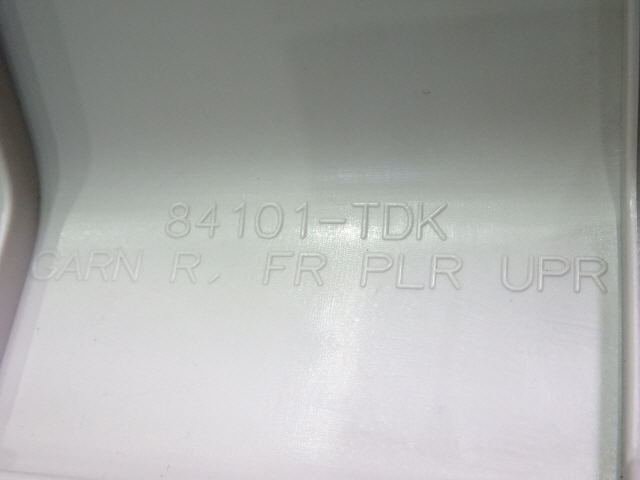 84101-TDK
GARN R, FR PLR UPR